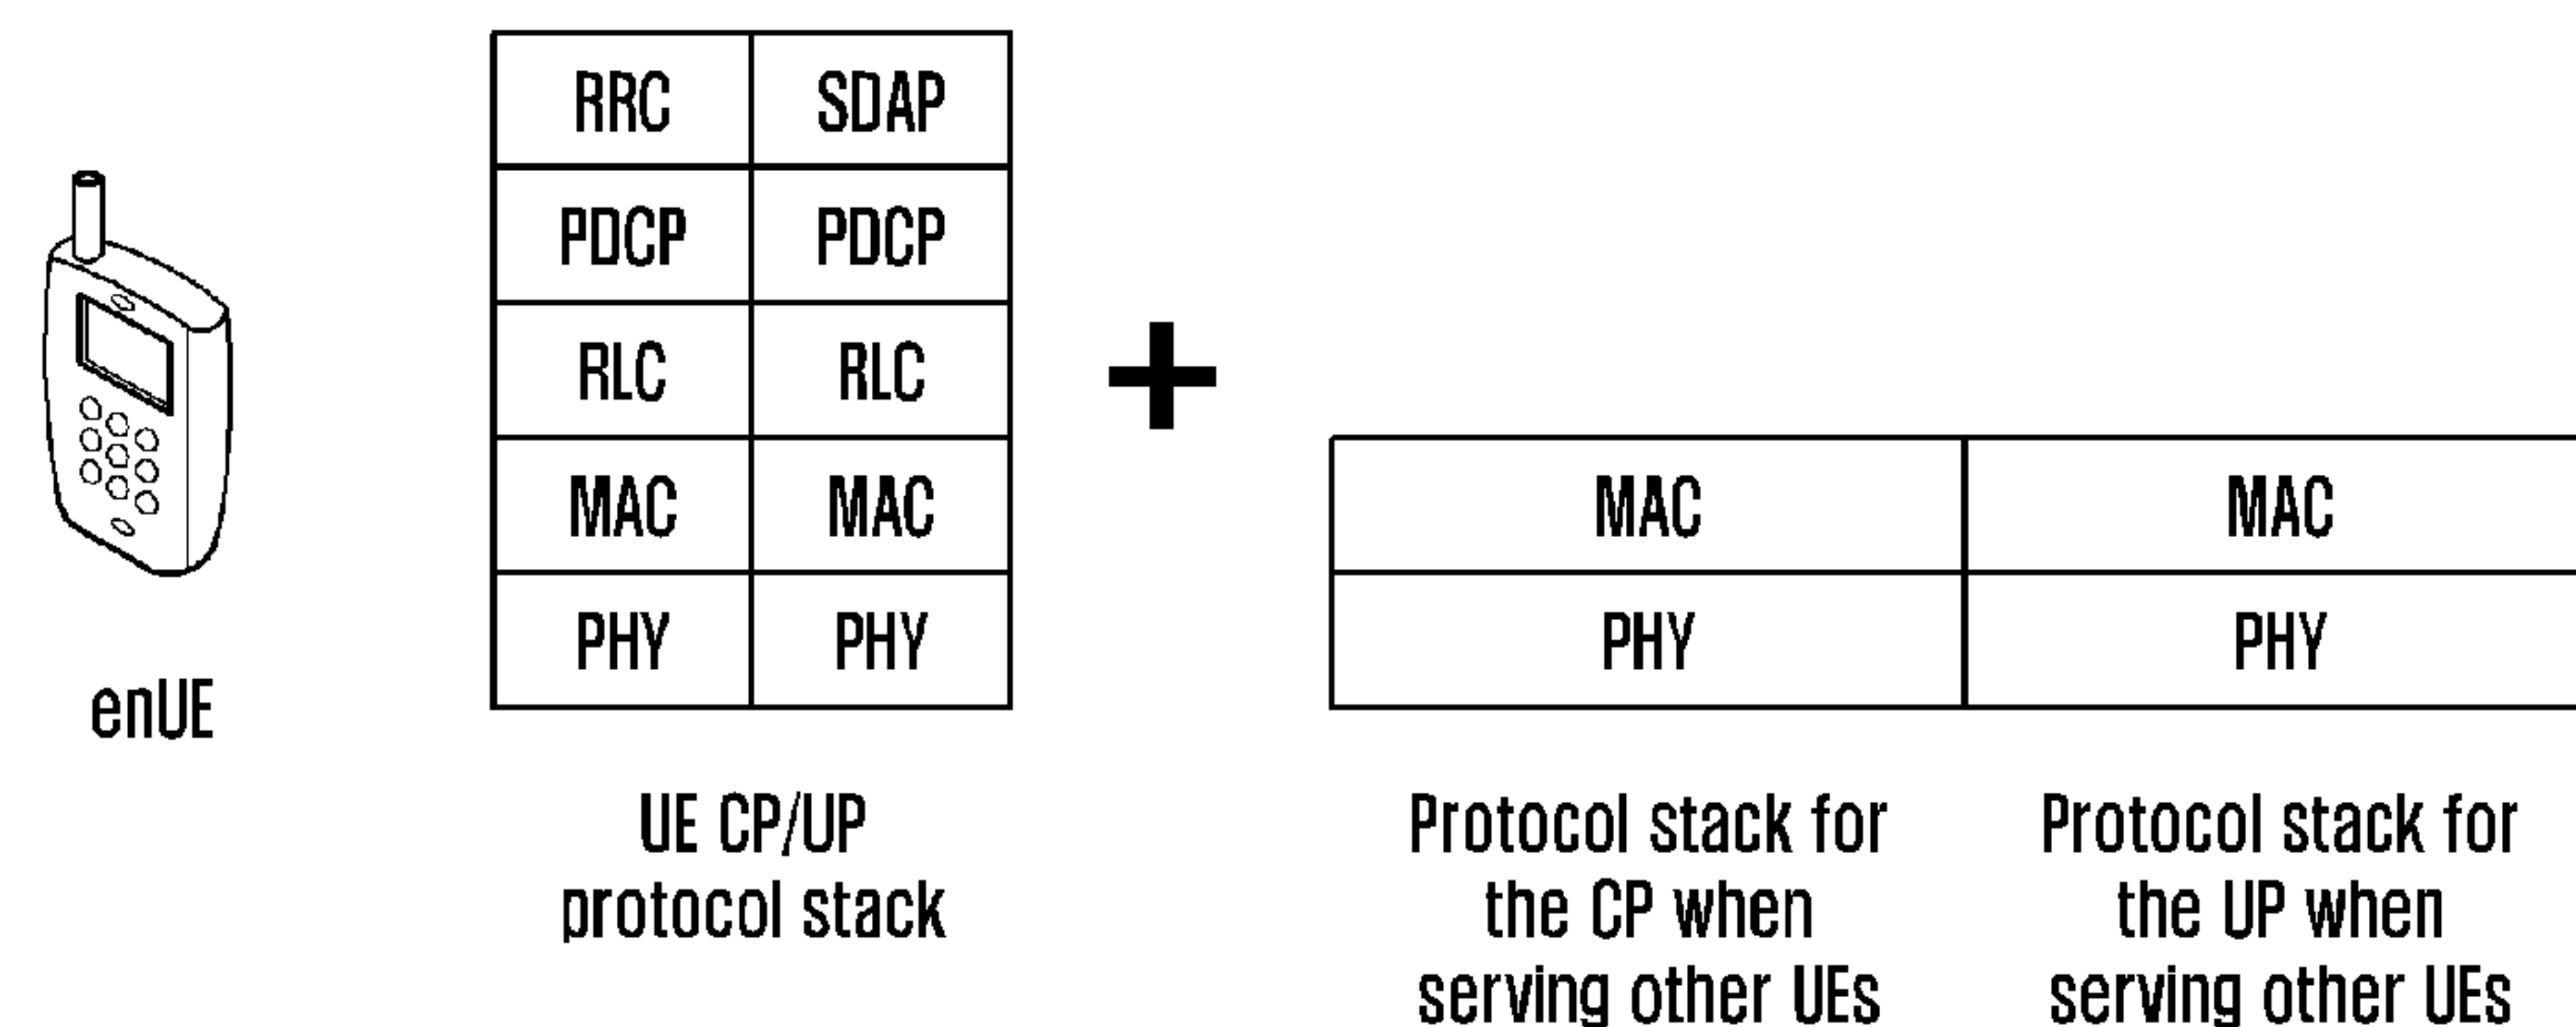 RRC SDAP
PDCP PDCP
RLC RLC
MAC MAC MAC MAC
PHY PHY PHY PHY
enUE
UE CP/UP
protocol stack
Protocol stack for
the CP when
serving other UEs
Protocol stack for
the UP when
serving other UEs